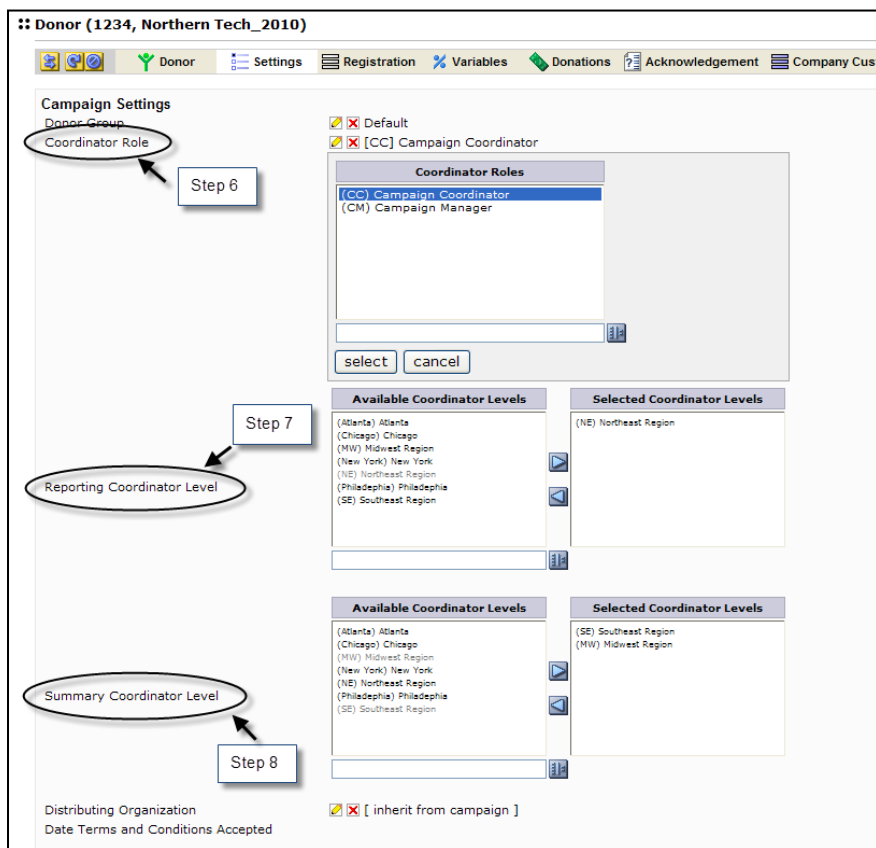 Donor (1234, Northern Tech_2010)
Donor Settings Registration Variables Donations Acknowledgement Company Cus
Campaign Settings
Donor Group Default
Coordinator Role [CC] Campaign Coordinator
Step 6
Coordinator Roles
(CC) Campaign Coordinator
(CM) Campaign Manager
select cancel
Step 7
Reporting Coordinator Level
Available Coordinator Levels
(Atlanta) Atlanta
(Chicago) Chicago
(MW) Midwest Region
(New York) New York
(NE) Northeast Region
(Philadephia) Philadephia
(SE) Southeast Region
Selected Coordinator Levels
(NE) Northeast Region
Summary Coordinator Level
Step 8
Available Coordinator Levels
(Atlanta) Atlanta
(Chicago) Chicago
(MW) Midwest Region
(New York) New York
(NE) Northeast Region
(Philadephia) Philadephia
(SE) Southeast Region
Selected Coordinator Levels
(SE) Southeast Region
(MW) Midwest Region
Distributing Organization [ inherit from campaign ]
Date Terms and Conditions Accepted